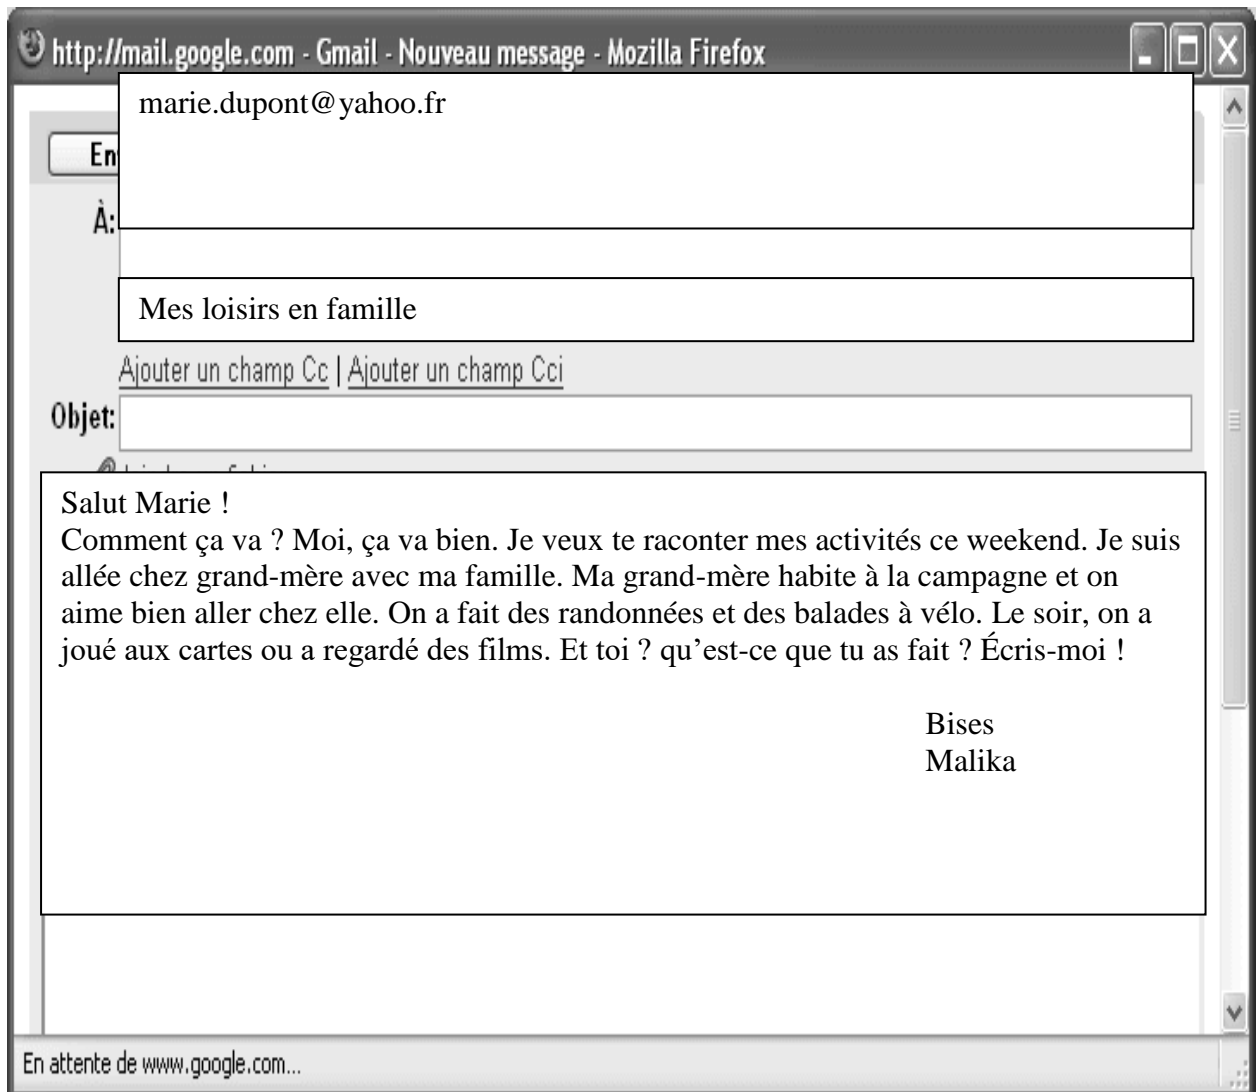 http://mail.google.com - Gmail - Nouveau message - Mozilla Firefox
marie.dupont@yahoo.fr
À:
Mes loisirs en famille
Ajouter un champ Cc | Ajouter un champ Cci
Objet:
Salut Marie !
Comment ça va ? Moi, ça va bien. Je veux te raconter mes activités ce weekend. Je suis
allée chez grand-mère avec ma famille. Ma grand-mère habite à la campagne et on
aime bien aller chez elle. On a fait des randonnées et des balades à vélo. Le soir, on a
joué aux cartes ou a regardé des films. Et toi ? qu’est-ce que tu as fait ? Écris-moi !
Bises
Malika
En attente de www.google.com...